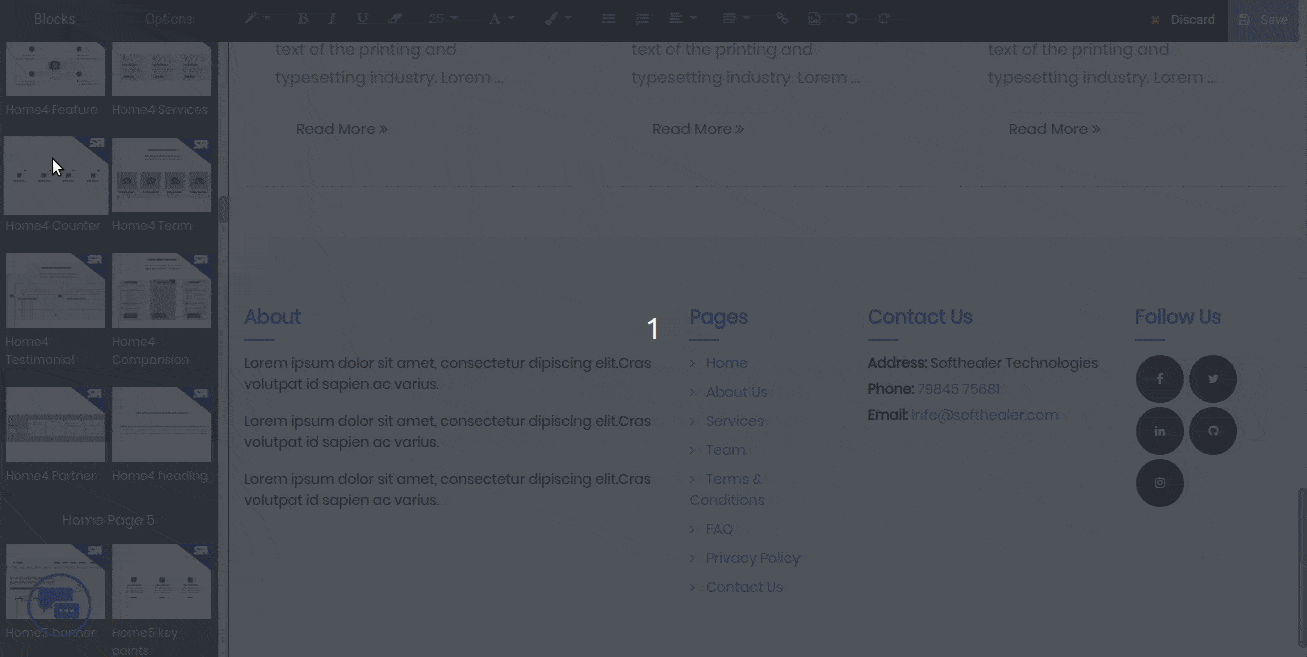 Blocks
Options
B I U 25 A
Discard
Save
Home4 Feature
Home4 Services
Home4 Counter
Home4 Team
Home4 Testimonial
Home4 Comparision
Home4 Partner
Home4 Heading
Home Page 5
Home5 banner
Home5 key points
text of the printing and
typesetting industry. Lorem ...
Read More »
text of the printing and
typesetting industry. Lorem ...
Read More »
text of the printing and
typesetting industry. Lorem ...
Read More »
1
About
Lorem ipsum dolor sit amet, consectetur dipiscing elit.Cras
volutpat id sapien ac varius.
Lorem ipsum dolor sit amet, consectetur dipiscing elit.Cras
volutpat id sapien ac varius.
Lorem ipsum dolor sit amet, consectetur dipiscing elit.Cras
volutpat id sapien ac varius.
Pages
> Home
> About Us
> Services
> Team
> Terms &
Conditions
> FAQ
> Privacy Policy
> Contact Us
Contact Us
Address: Softhealer Technologies
Phone: 79845 75681
Email: info@softhealer.com
Follow Us